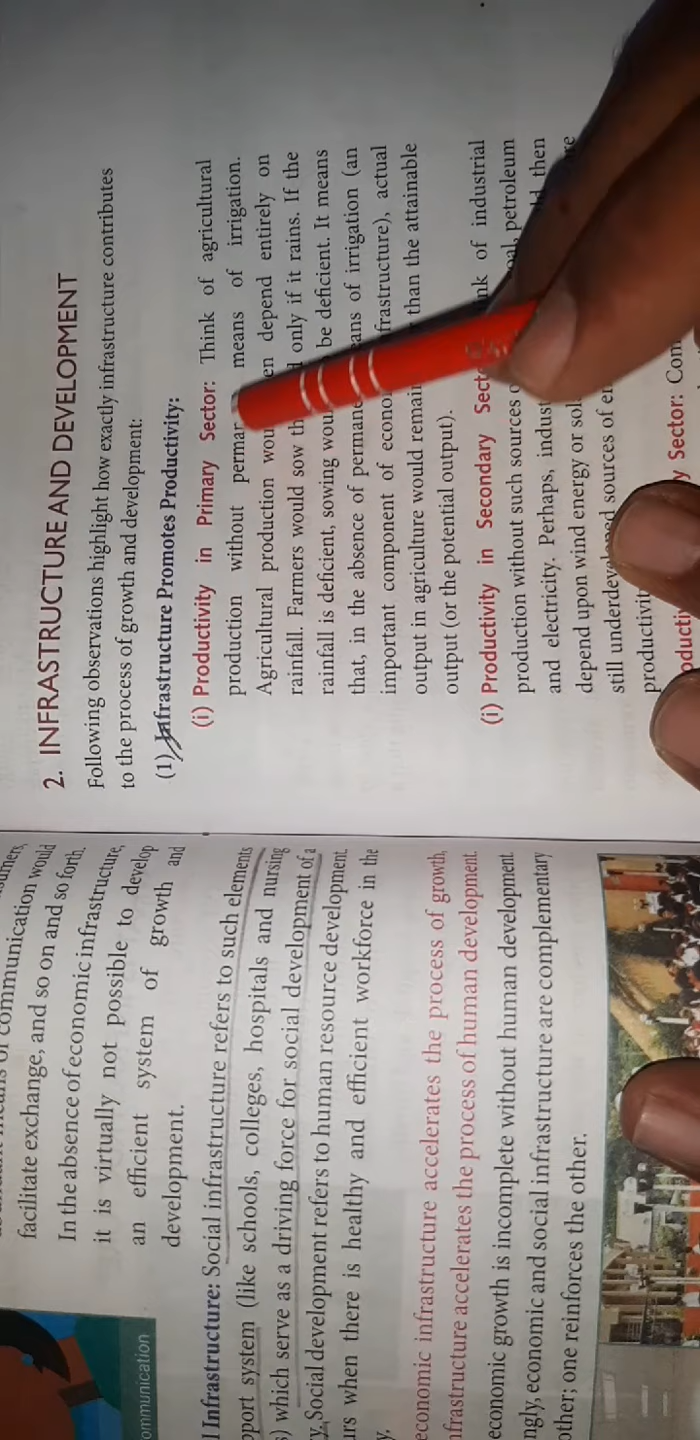 facilitate exchange, and so on and so forth.
In the absence of economic infrastructure,
it is virtually not possible to develop
an efficient system of growth and
development.
ommunication
l Infrastructure: Social infrastructure refers to such elements
pport system (like schools, colleges, hospitals and nursing
s) which serve as a driving force for social development of a
y. Social development refers to human resource development.
urs when there is healthy and efficient workforce in the
y.
economic infrastructure accelerates the process of growth,
nfrastructure accelerates the process of human development.
economic growth is incomplete without human development.
ngly, economic and social infrastructure are complementary
other; one reinforces the other.
2. INFRASTRUCTURE AND DEVELOPMENT
Following observations highlight how exactly infrastructure contributes
to the process of growth and development:
(1) Infrastructure Promotes Productivity:
(i) Productivity in Primary Sector: Think of agricultural
production without means of irrigation.
Agricultural production depend entirely on
rainfall. Farmers would sow only if it rains. If the
rainfall is deficient, sowing be deficient. It means
that, in the absence of of irrigation (an
important component of actual
output in agriculture would than the attainable
output (or the potential output).
(i) Productivity in Secondary of industrial
production without such sources petroleum
and electricity. Perhaps, then
depend upon wind energy or
still sources of
Sector: